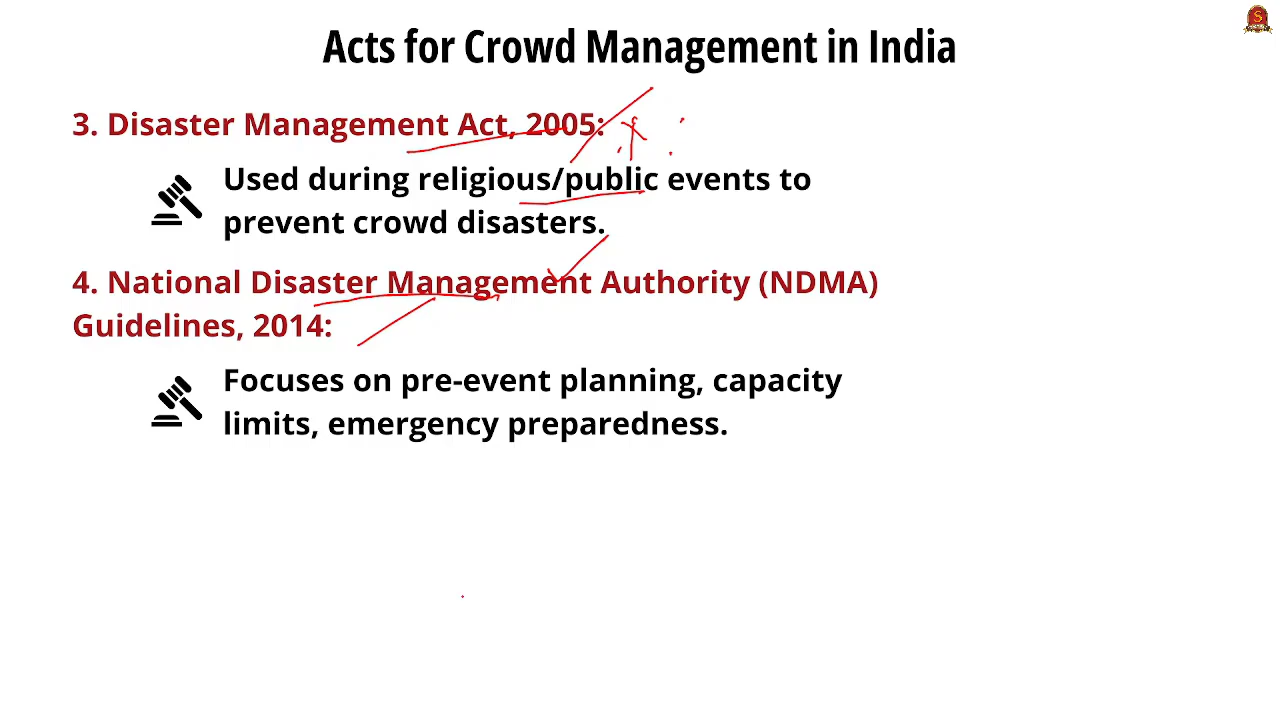 Acts for Crowd Management in India
3. Disaster Management Act, 2005:
Used during religious/public events to
prevent crowd disasters.
4. National Disaster Management Authority (NDMA)
Guidelines, 2014:
Focuses on pre-event planning, capacity
limits, emergency preparedness.